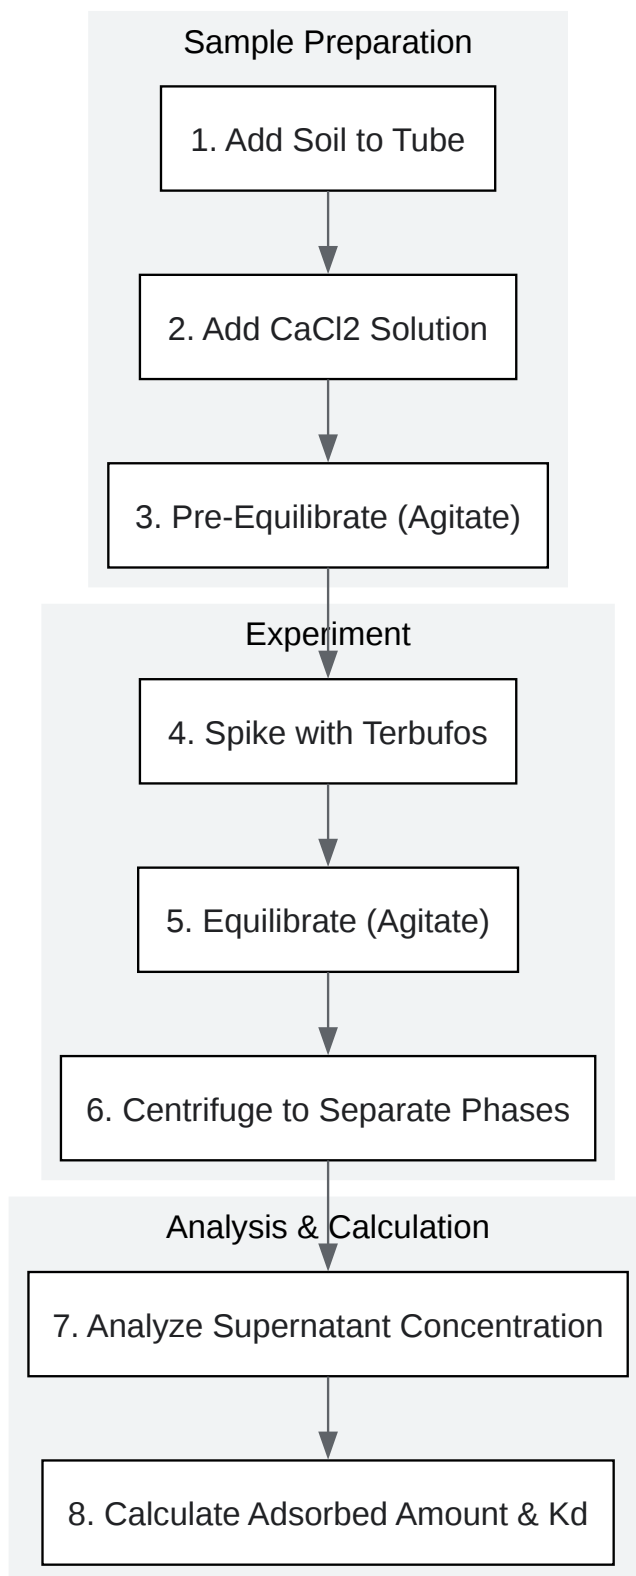 Sample Preparation
1. Add Soil to Tube
2. Add CaCl2 Solution
3. Pre-Equilibrate (Agitate)
Experiment
4. Spike with Terbufos
5. Equilibrate (Agitate)
6. Centrifuge to Separate Phases
Analysis & Calculation
7. Analyze Supernatant Concentration
8. Calculate Adsorbed Amount & Kd